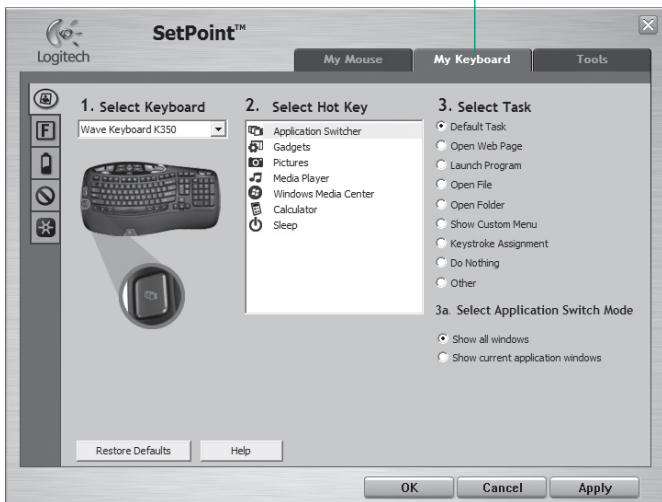 Logitech
SetPoint™
My Mouse
My Keyboard
Tools
1. Select Keyboard
Wave Keyboard K350
2. Select Hot Key
Application Switcher
Gadgets
Pictures
Media Player
Windows Media Center
Calculator
Sleep
3. Select Task
Default Task
Open Web Page
Launch Program
Open File
Open Folder
Show Custom Menu
Keystroke Assignment
Do Nothing
Other
3a. Select Application Switch Mode
Show all windows
Show current application windows
F
Restore Defaults
Help
OK
Cancel
Apply